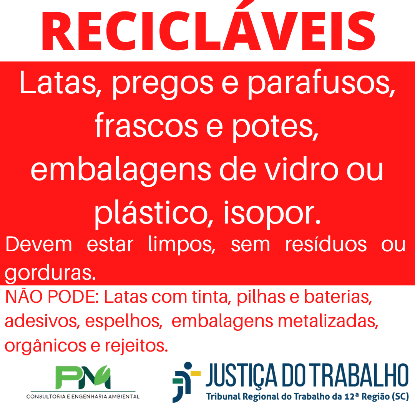 RECICLÁVEIS
Latas, pregos e parafusos,
frascos e potes,
embalagens de vidro ou
plástico, isopor.
Devem estar limpos, sem resíduos ou
gorduras.
NÃO PODE: Latas com tinta, pilhas e baterias,
adesivos, espelhos, embalagens metalizadas,
orgânicos e rejeitos.
PM
CONSULTORIA E ENGENHARIA AMBIENTAL
JUSTIÇA DO TRABALHO
Tribunal Regional do Trabalho da 12ª Região (SC)